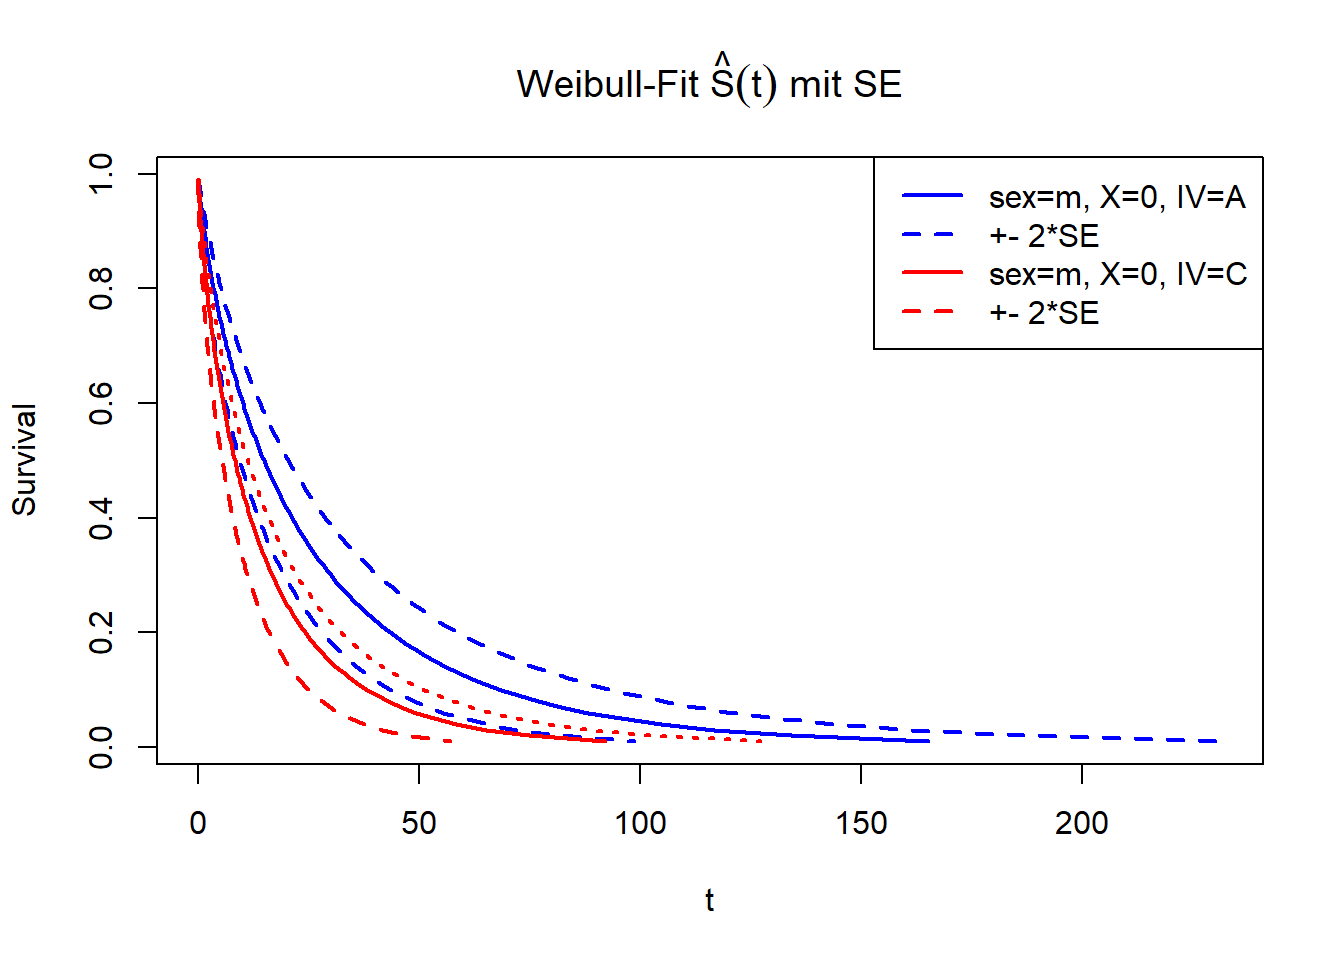 Weibull-Fit Ŝ(t) mit SE
sex=m, X=0, IV=A
+- 2*SE
sex=m, X=0, IV=C
+- 2*SE
Survival
1.0
0.8
0.6
0.4
0.2
0.0
0 50 100 150 200
t